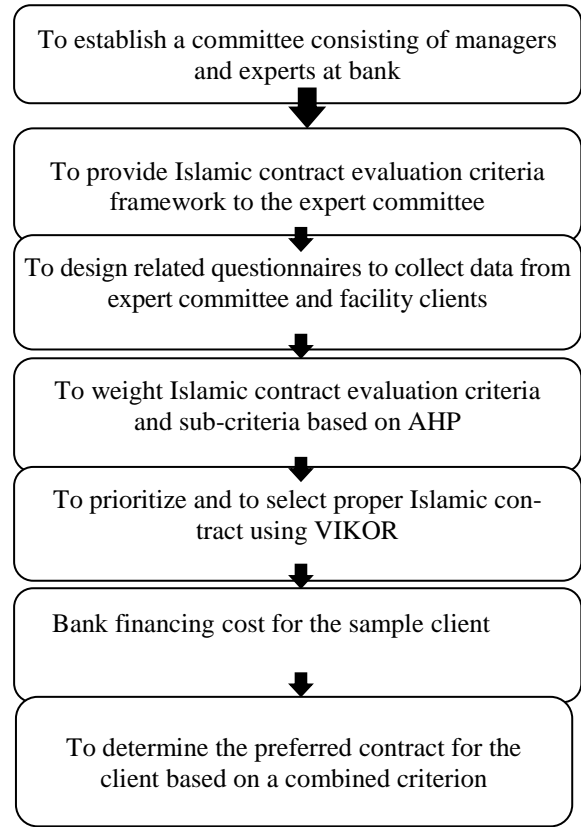 To establish a committee consisting of managers
and experts at bank
To provide Islamic contract evaluation criteria
framework to the expert committee
To design related questionnaires to collect data from
expert committee and facility clients
To weight Islamic contract evaluation criteria
and sub-criteria based on AHP
To prioritize and to select proper Islamic con-
tract using VIKOR
Bank financing cost for the sample client
To determine the preferred contract for the
client based on a combined criterion